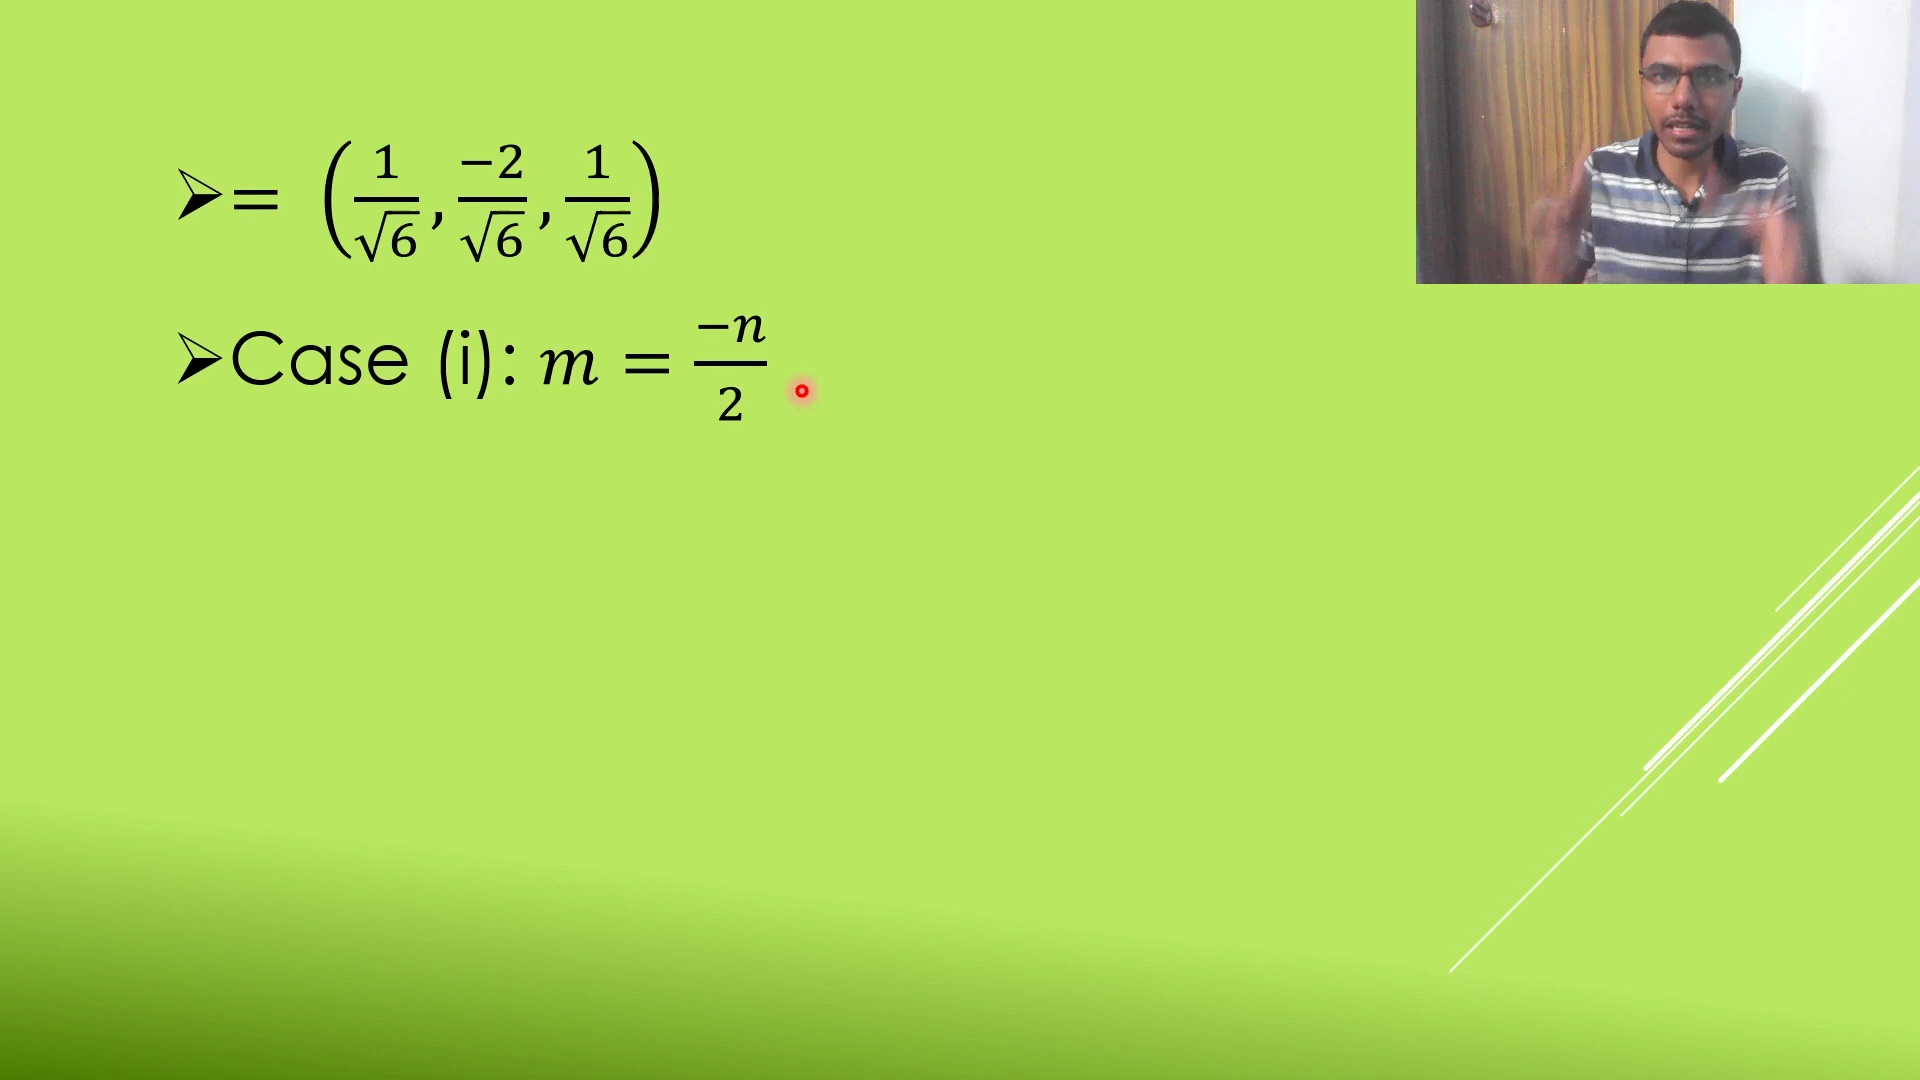 ➢= (1/√6, −2/√6, 1/√6)
➢Case (i): m = −n/2